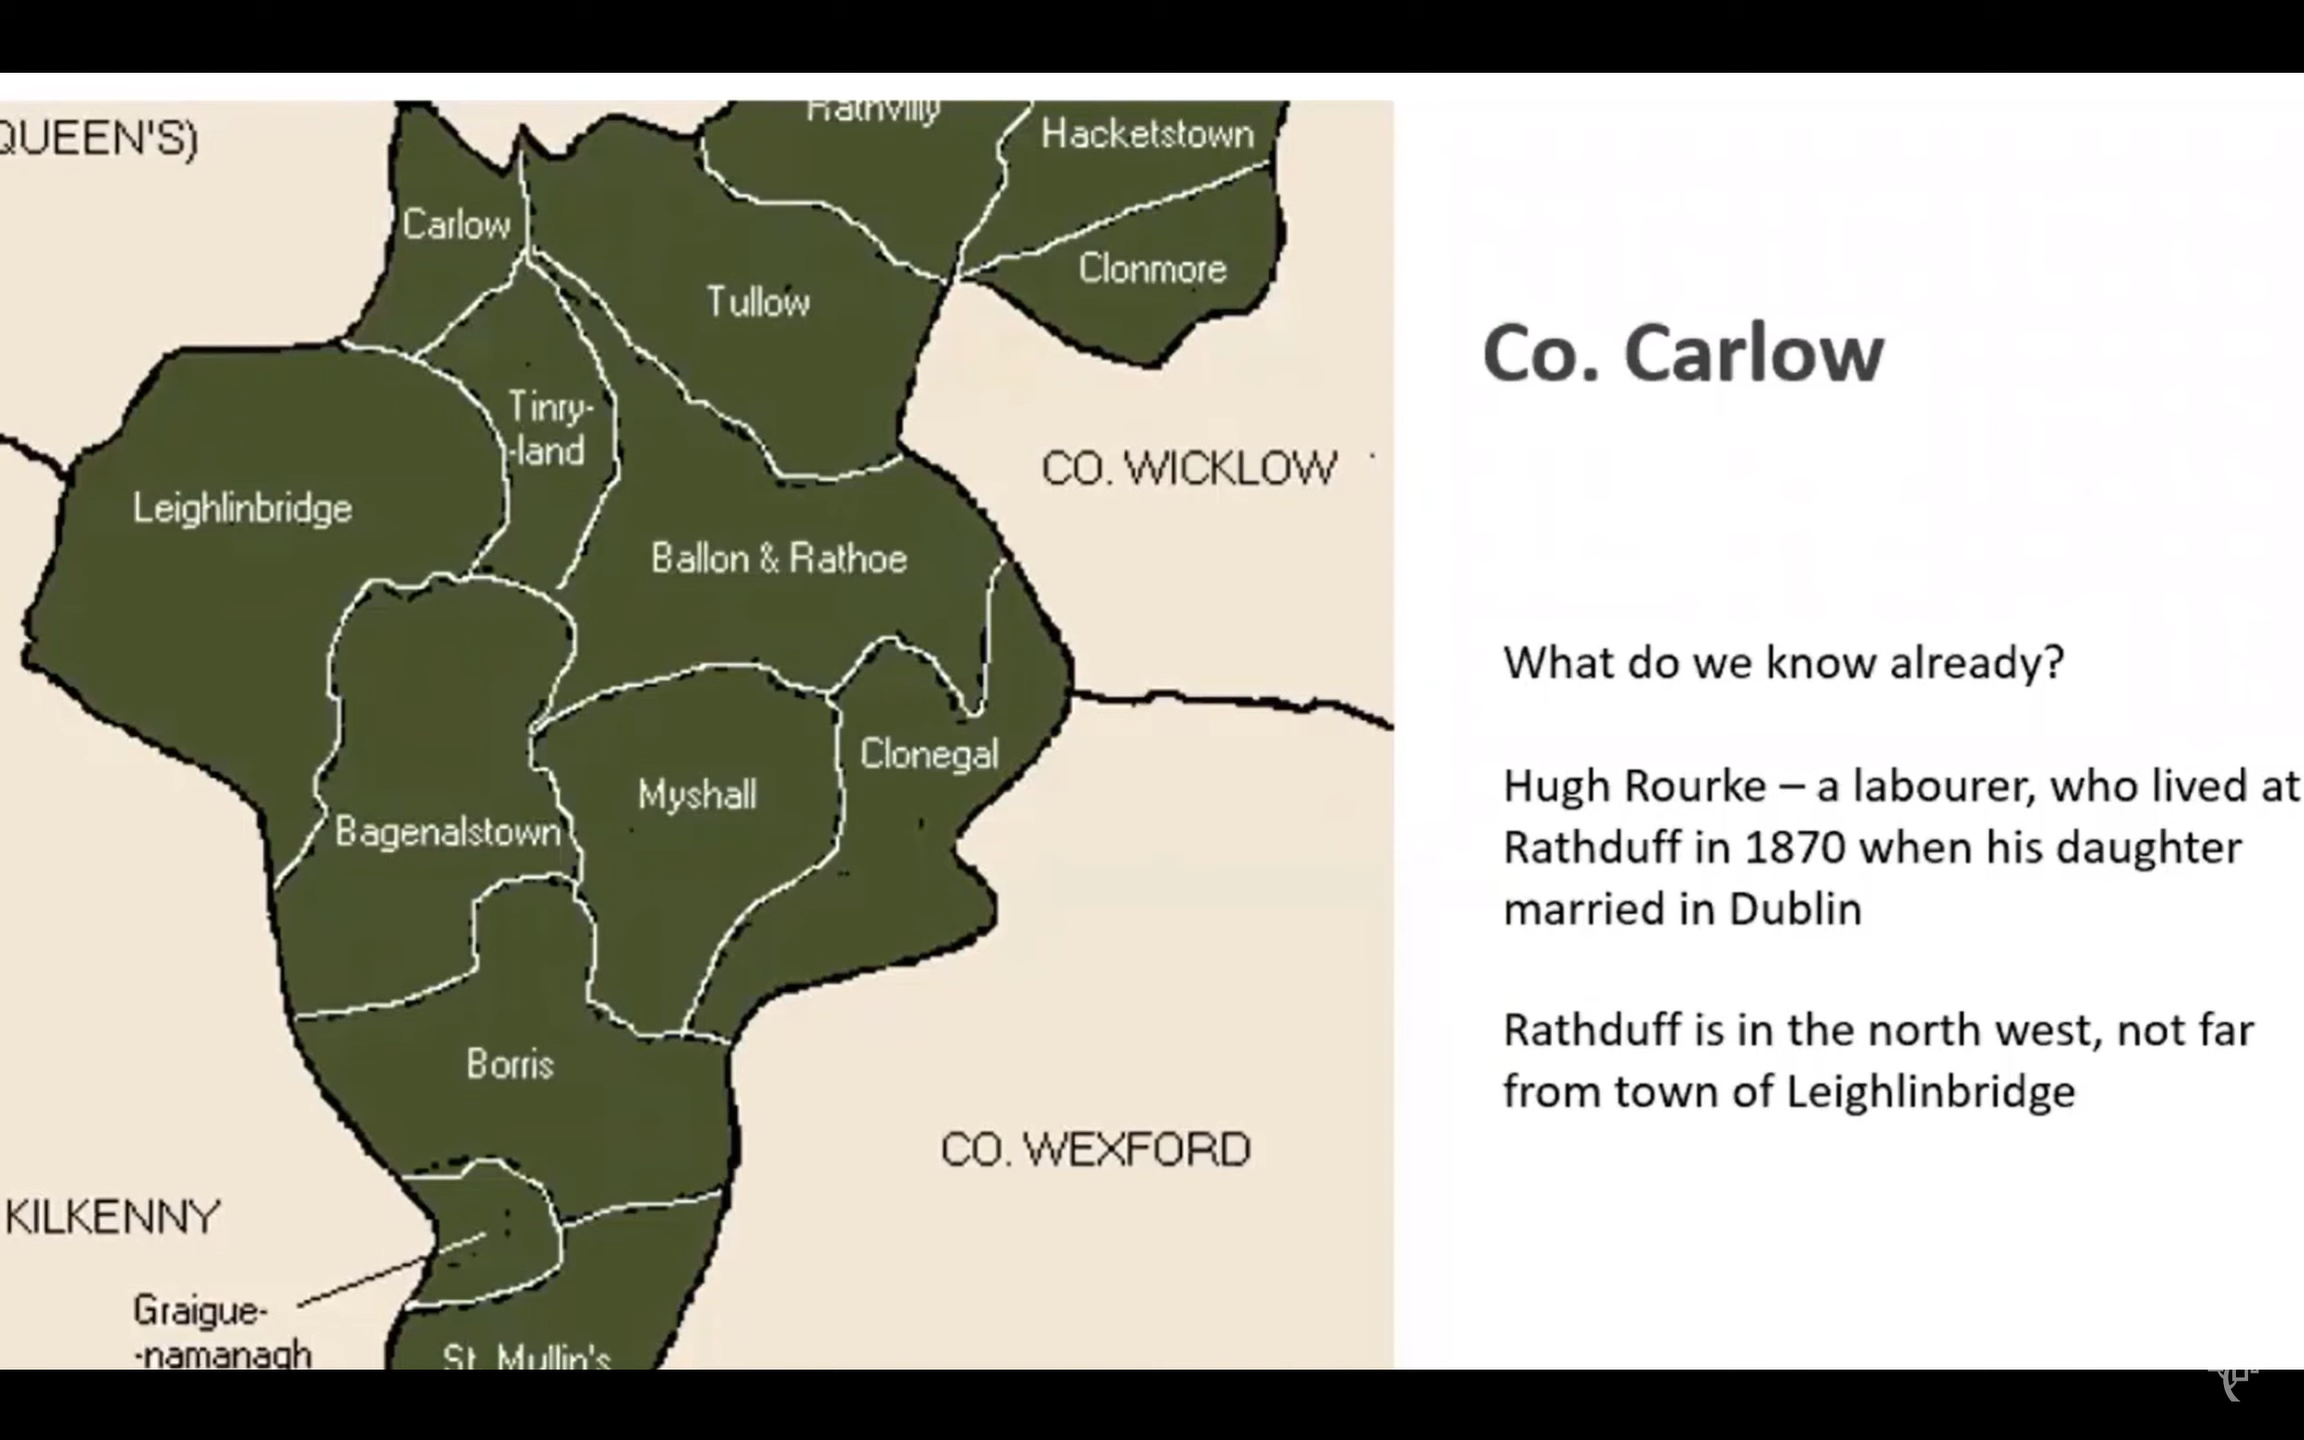 QUEEN'S)
Rathvilly
Hacketstown
Carlow
Clonmore
Tullow
Tinry-
-land
CO. WICKLOW
Leighlinbridge
Ballon & Rathoe
Clonegal
Myshall
Bagenalstown
Borris
CO. WEXFORD
KILKENNY
Graigue-
-namanagh
St. Mullin's
Co. Carlow
What do we know already?
Hugh Rourke – a labourer, who lived at
Rathduff in 1870 when his daughter
married in Dublin
Rathduff is in the north west, not far
from town of Leighlinbridge